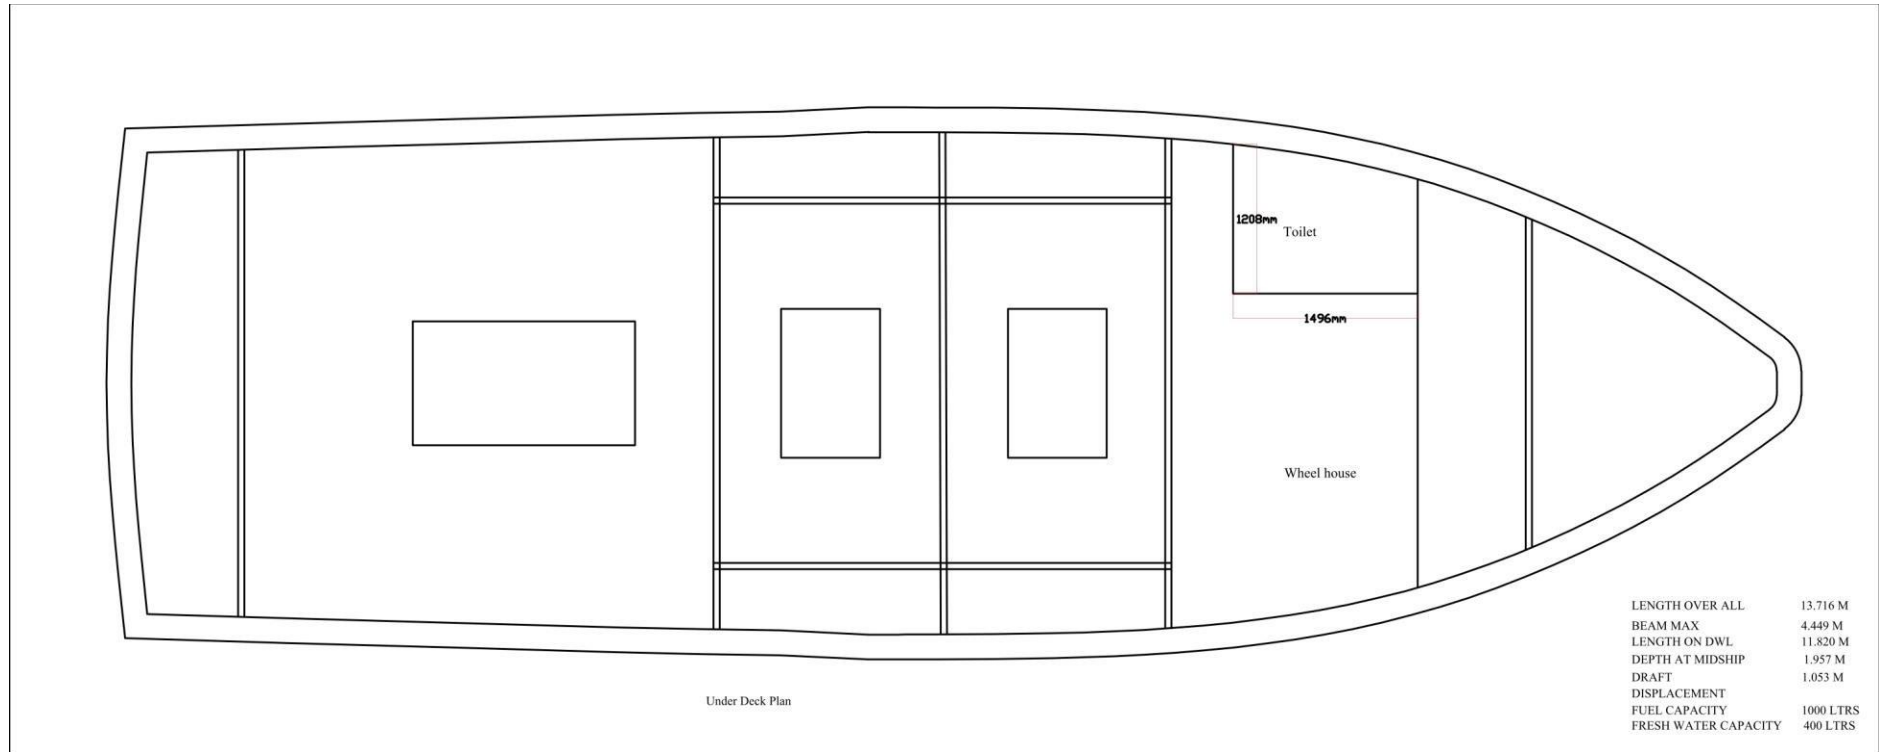 1208mm
Toilet
1496mm
Wheel house
Under Deck Plan
LENGTH OVER ALL 13.716 M
BEAM MAX 4.449 M
LENGTH ON DWL 11.820 M
DEPTH AT MIDSHIP 1.957 M
DRAFT 1.053 M
DISPLACEMENT
FUEL CAPACITY 1000 LTRS
FRESH WATER CAPACITY 400 LTRS